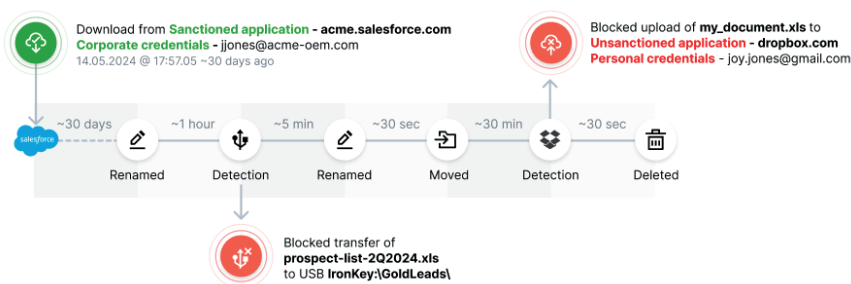 Download from Sanctioned application - acme.salesforce.com
Corporate credentials - jjones@acme-oem.com
14.05.2024 @ 17:57.05 ~30 days ago
Blocked upload of my_document.xls to
Unsanctioned application - dropbox.com
Personal credentials - joy.jones@gmail.com
salesforce
~30 days
~1 hour
~5 min
~30 sec
~30 min
~30 sec
Renamed
Detection
Renamed
Moved
Detection
Deleted
Blocked transfer of
prospect-list-2Q2024.xls
to USB IronKey:\GoldLeads\